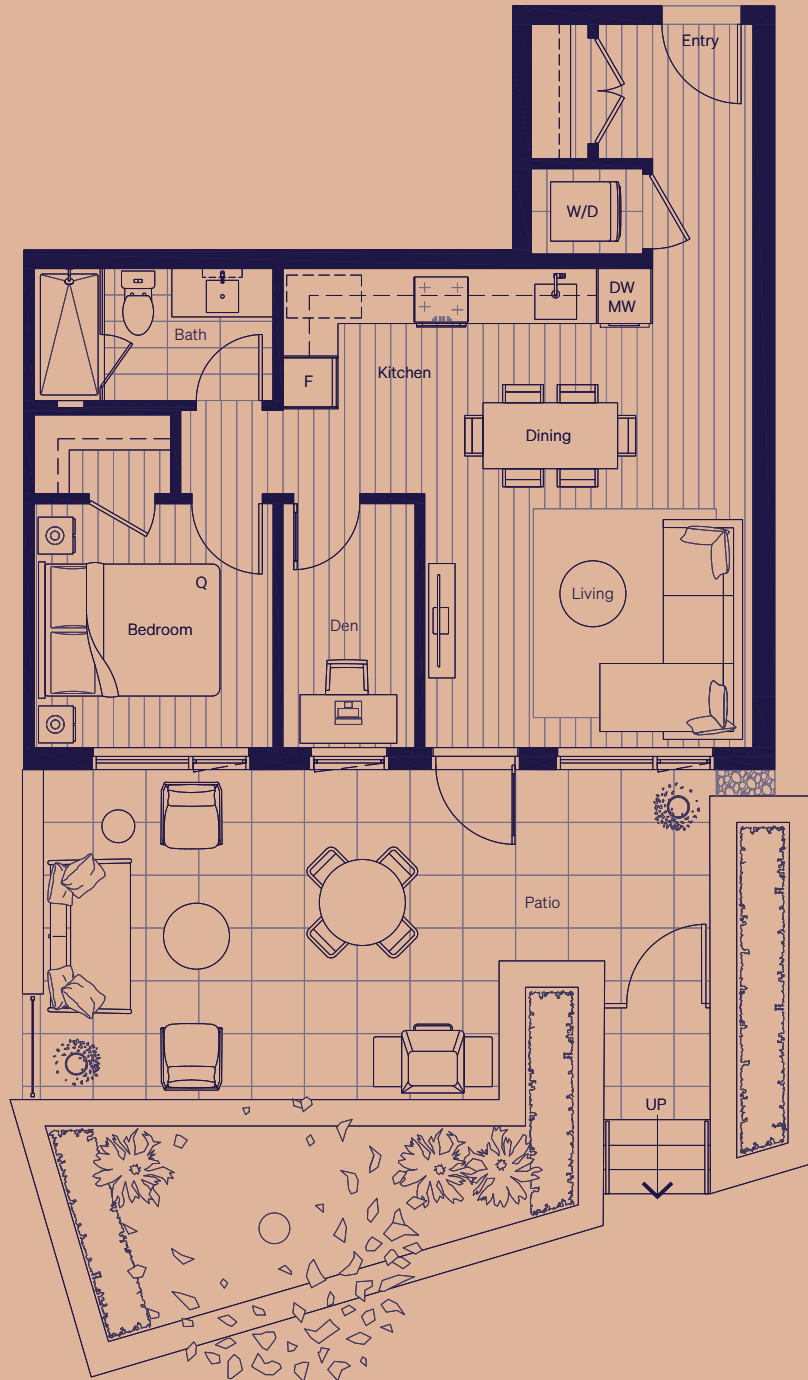 Entry
W/D
DW
MW
Bath
F
Kitchen
Dining
Q
Living
Bedroom
Den
Patio
UP